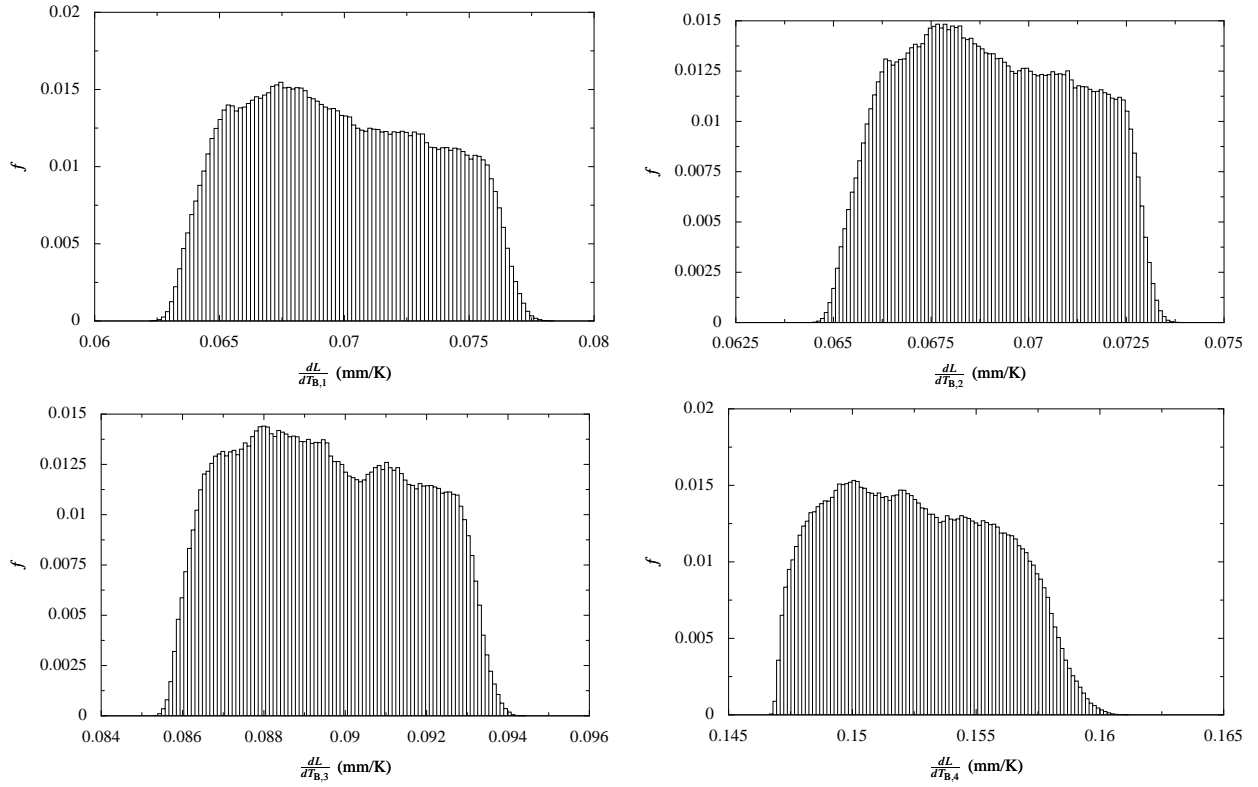 0.02
0.015
0.01
0.005
0
f
0.06 0.065 0.07 0.075 0.08
dL/dT_B,1 (mm/K)
0.015
0.0125
0.01
0.0075
0.005
0.0025
0
f
0.0625 0.065 0.0675 0.07 0.0725 0.075
dL/dT_B,2 (mm/K)
0.015
0.0125
0.01
0.0075
0.005
0.0025
0
f
0.084 0.086 0.088 0.09 0.092 0.094 0.096
dL/dT_B,3 (mm/K)
0.02
0.015
0.01
0.005
0
f
0.145 0.15 0.155 0.16 0.165
dL/dT_B,4 (mm/K)